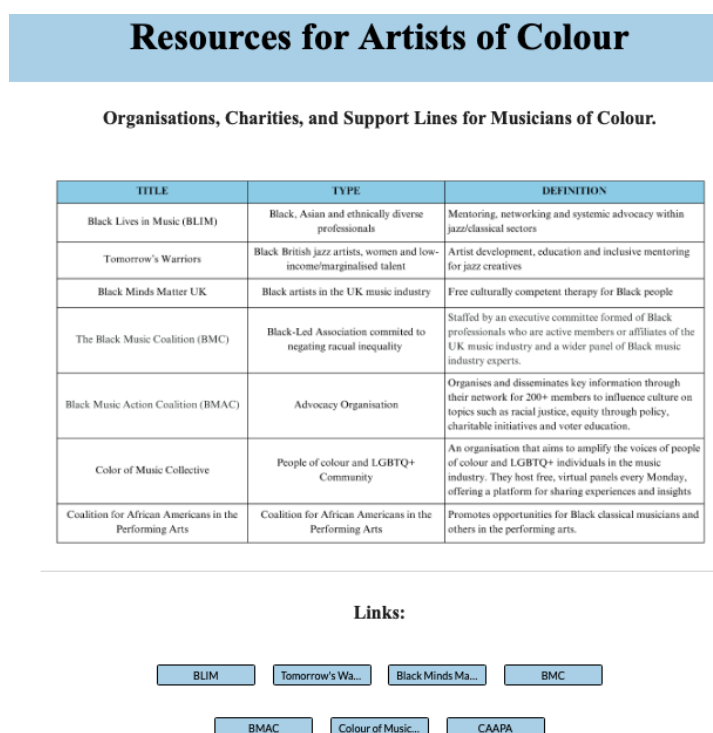 Resources for Artists of Colour
Organisations, Charities, and Support Lines for Musicians of Colour.
TITLE TYPE DEFINITION
Black Lives in Music (BLIM)
Black, Asian and ethnically diverse
professionals
Mentoring, networking and systemic advocacy within
jazz/classical sectors
Tomorrow's Warriors
Black British jazz artists, women and low-
income/marginalised talent
Artist development, education and inclusive mentoring
for jazz creatives
Black Minds Matter UK
Black artists in the UK music industry
Free culturally competent therapy for Black people
The Black Music Coalition (BMC)
Black-Led Association commited to
negating racual inequality
Staffed by an executive committee formed of Black
professionals who are active members or affiliates of the
UK music industry and a wider panel of Black music
industry experts.
Black Music Action Coalition (BMAC)
Advocacy Organisation
Organises and disseminates key information through
their network for 200+ members to influence culture on
topics such as racial justice, equity through policy,
charitable initiatives and voter education.
Color of Music Collective
People of colour and LGBTQ+
Community
An organisation that aims to amplify the voices of people
of colour and LGBTQ+ individuals in the music
industry. They host free, virtual panels every Monday,
offering a platform for sharing experiences and insights
Coalition for African Americans in the
Performing Arts
Coalition for African Americans in the
Performing Arts
Promotes opportunities for Black classical musicians and
others in the performing arts.
Links:
BLIM
Tomorrow's Wa...
Black Minds Ma...
BMC
BMAC
Colour of Music...
CAAPA